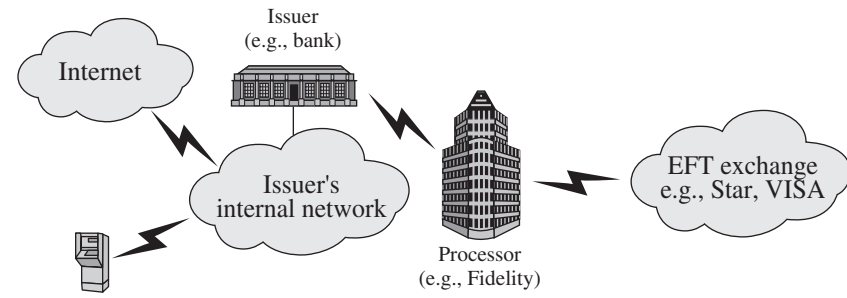 Issuer
(e.g., bank)
Internet
Issuer's
internal network
EFT exchange
e.g., Star, VISA
Processor
(e.g., Fidelity)